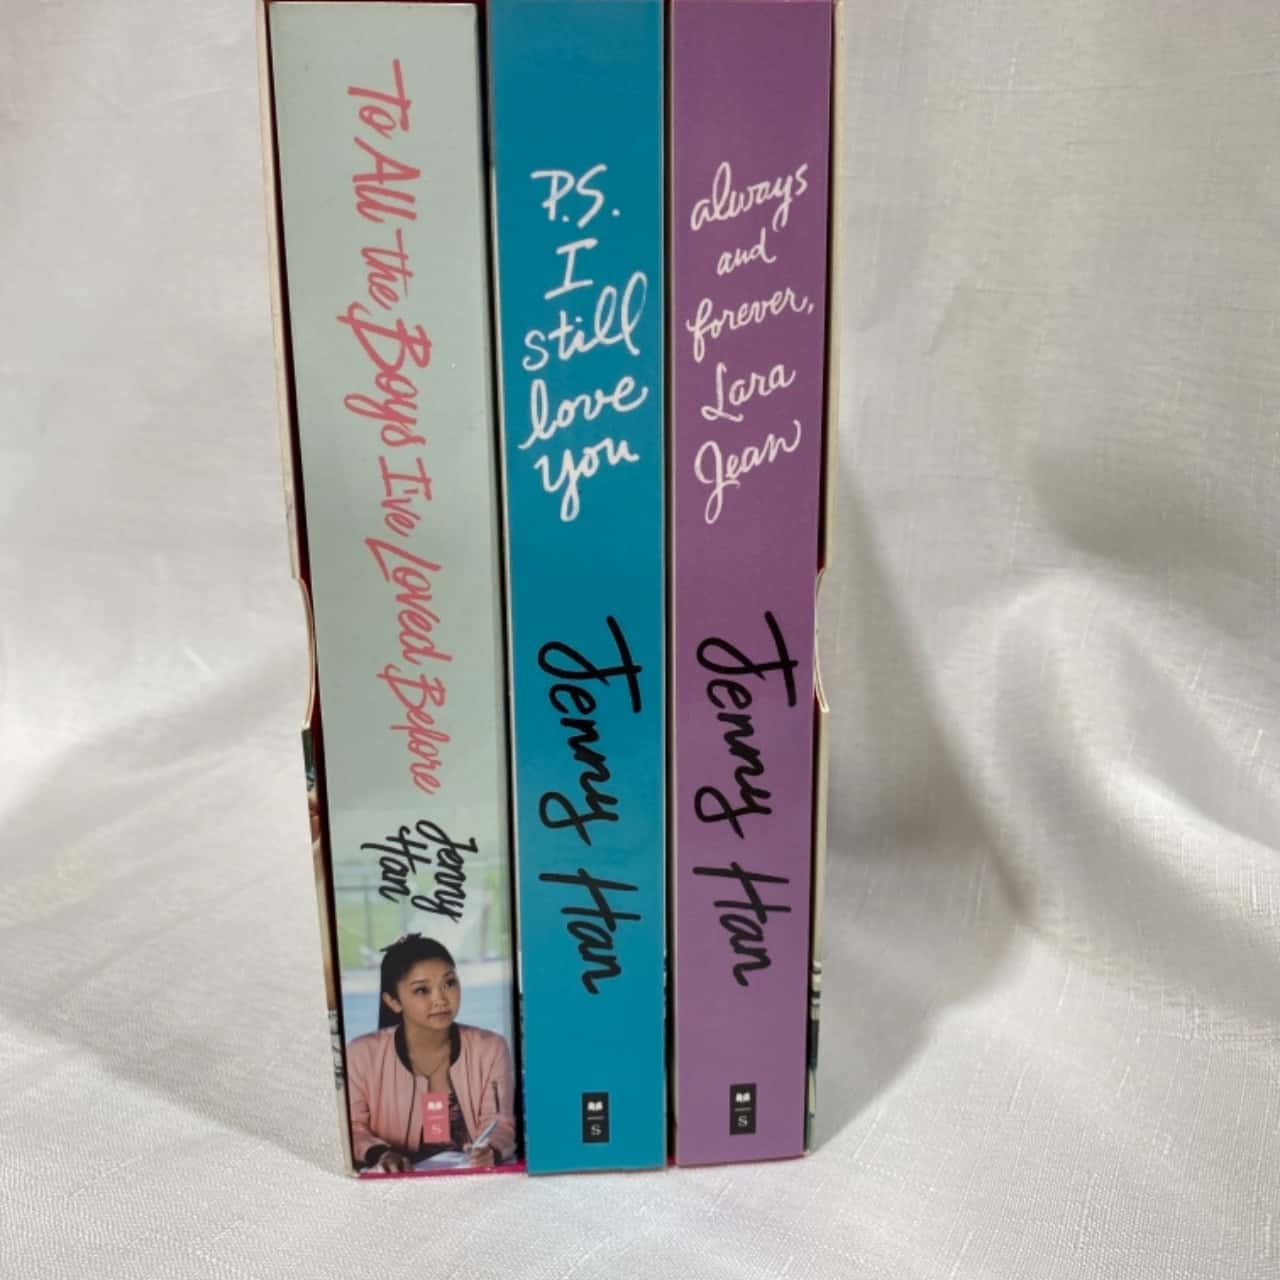 To All the Boys I've Loved Before
Jenny
Han
P.S.
I
still
love
you
Jenny Han
S
always
and
forever,
Lara
Jean
Jenny Han
S